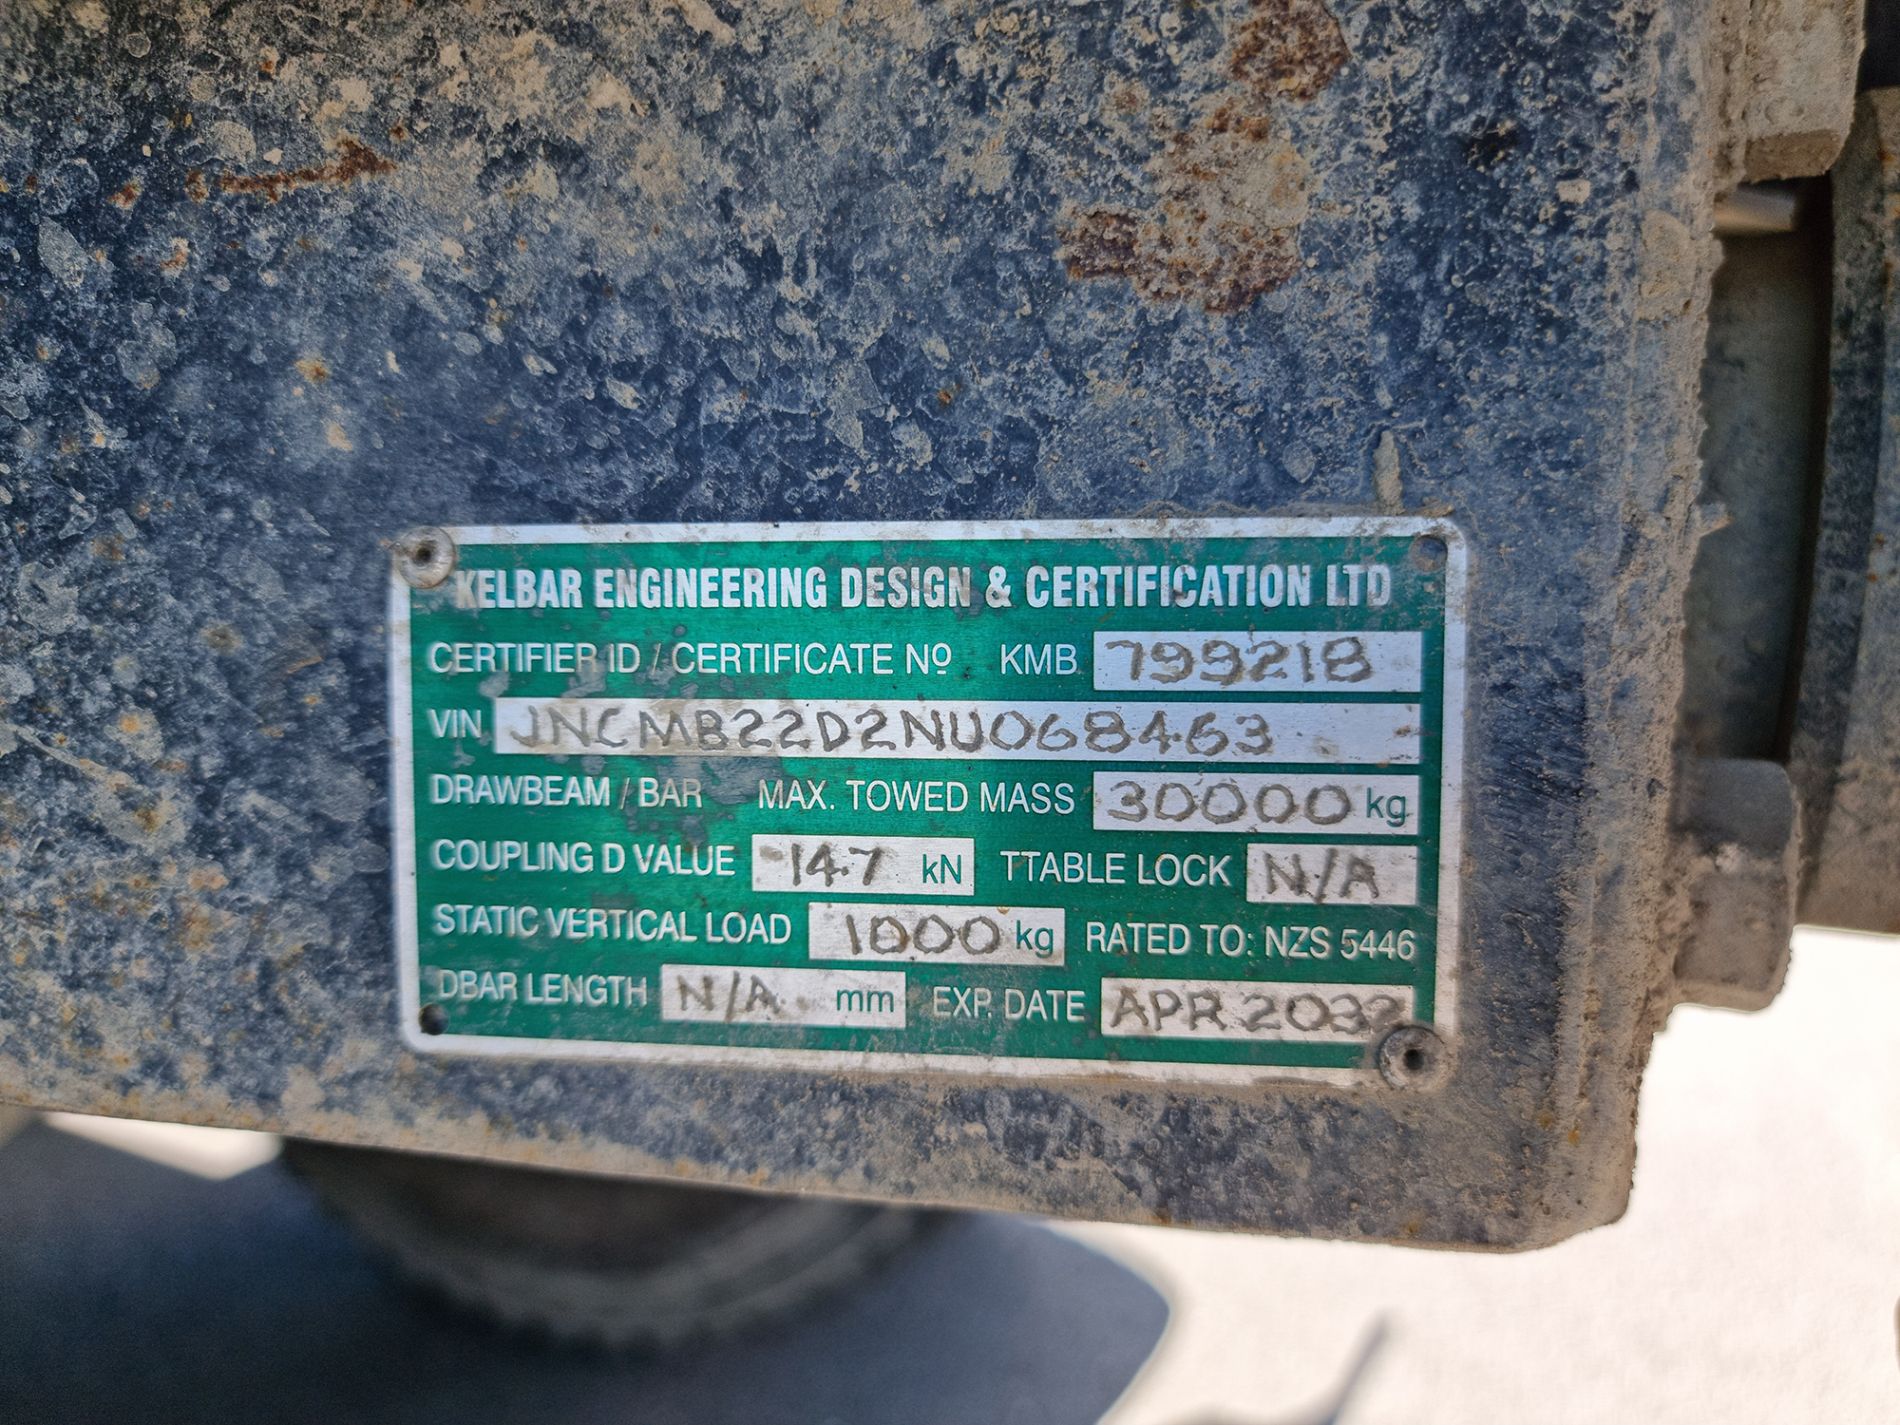 KELBAR ENGINEERING DESIGN & CERTIFICATION LTD
CERTIFIER ID / CERTIFICATE Nº KMB 799218
VIN JNCMB22D2NU068463
DRAWBEAM / BAR MAX. TOWED MASS 30000 kg
COUPLING D VALUE 147 kN TTABLE LOCK N/A
STATIC VERTICAL LOAD 1000 kg RATED TO: NZS 5446
DBAR LENGTH N/A mm EXP. DATE APR 2032